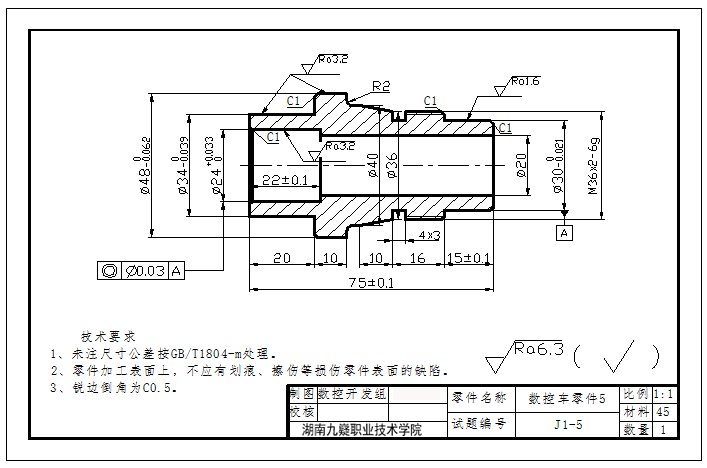 Ra3.2
R2
Ra1.6
C1
C1
C1
C1
Ra3.2
22±0.1
Ø48 0 -0.062
Ø34 0 -0.039
Ø24 +0.033 0
Ø40
Ø36
Ø20
Ø30 0 -0.021
M36x2-6g
A
4x3
Ø0.03 A
20 10 10 16 15±0.1
75±0.1
技术要求
1、未注尺寸公差按GB/T1804-m处理。
2、零件加工表面上，不应有划痕、擦伤等损伤零件表面的缺陷。
3、锐边倒角为C0.5。
Ra6.3 ( )
制图 数控开发组 零件名称 数控车零件5 比例 1:1
校核 材料 45
湖南九嶷职业技术学院 试题编号 J1-5 数量 1